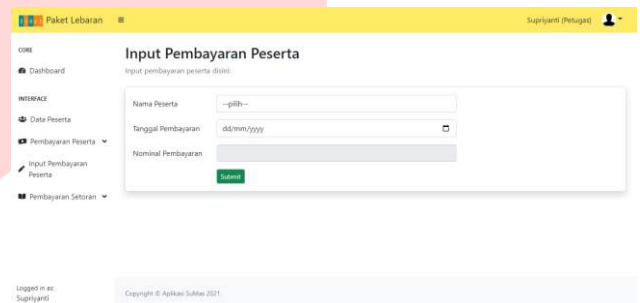 Paket Lebaran
Supriyanti (Petugas)
CORE
Dashboard
INTERFACE
Data Peserta
Pembayaran Peserta
Input Pembayaran
Peserta
Pembayaran Setoran
Input Pembayaran Peserta
Input pembayaran peserta disini:
Nama Peserta
--pilih--
Tanggal Pembayaran
dd/mm/yyyy
Nominal Pembayaran
Submit
Logged in as:
Supriyanti
Copyright © Aplikasi SuMas 2021